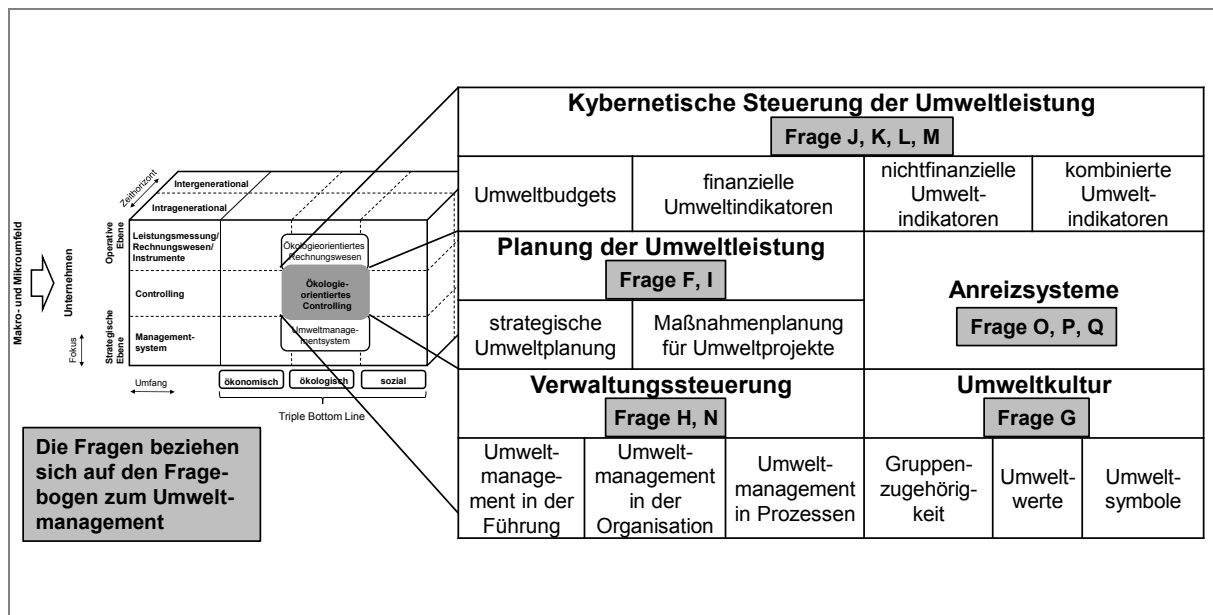 Makro- und Mikroumfeld
Unternehmen
Fokus
Operative
Ebene
Strategische
Ebene
Zeithorizont
Intergenerational
Intragenerational
Leistungsmessung/
Rechnungswesen/
Instrumente
Controlling
Management-
system
Ökologieorientiertes
Rechnungswesen
Ökologie-
orientiertes
Controlling
Umweltmanage-
mentsystem
Umfang
ökonomisch
ökologisch
sozial
Triple Bottom Line
Die Fragen beziehen
sich auf den Frage-
bogen zum Umwelt-
management
Kybernetische Steuerung der Umweltleistung
Frage J, K, L, M
Umweltbudgets
finanzielle
Umweltindikatoren
nichtfinanzielle
Umwelt-
indikatoren
kombinierte
Umwelt-
indikatoren
Planung der Umweltleistung
Frage F, I
strategische
Umweltplanung
Maßnahmenplanung
für Umweltprojekte
Anreizsysteme
Frage O, P, Q
Verwaltungssteuerung
Frage H, N
Umwelt-
manage-
ment in der
Führung
Umwelt-
management
in der
Organisation
Umwelt-
management
in Prozessen
Umweltkultur
Frage G
Gruppen-
zugehörig-
keit
Umwelt-
werte
Umwelt-
symbole